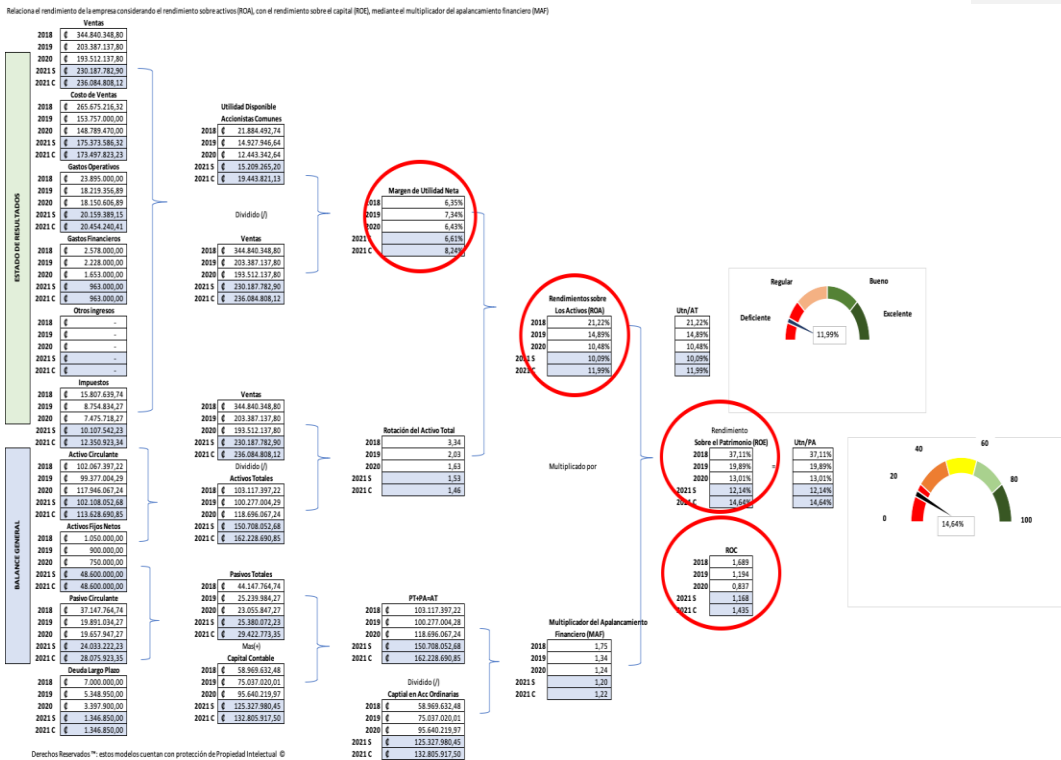 Relaciona el rendimiento de la empresa considerando el rendimiento sobre activos (ROA), con el rendimiento sobre el capital (ROE), mediante el multiplicador del apalancamiento financiero (MAF)
ESTADO DE RESULTADOS
Ventas
2018 ₡ 344.840.348,80
2019 ₡ 203.387.137,80
2020 ₡ 193.512.137,80
2021 S ₡ 230.187.782,90
2021 C ₡ 236.084.808,12
Costo de Ventas
2018 ₡ 265.675.216,32
2019 ₡ 153.757.000,00
2020 ₡ 148.789.470,00
2021 S ₡ 175.373.586,32
2021 C ₡ 173.497.823,23
Gastos Operativos
2018 ₡ 23.895.000,00
2019 ₡ 18.219.356,89
2020 ₡ 18.150.606,89
2021 S ₡ 20.159.389,15
2021 C ₡ 20.454.240,41
Gastos Financieros
2018 ₡ 2.578.000,00
2019 ₡ 2.228.000,00
2020 ₡ 1.653.000,00
2021 S ₡ 963.000,00
2021 C ₡ 963.000,00
Otros ingresos
2018 ₡ -
2019 ₡ -
2020 ₡ -
2021 S ₡ -
2021 C ₡ -
Impuestos
2018 ₡ 15.807.639,74
2019 ₡ 8.754.834,27
2020 ₡ 7.475.718,27
2021 S ₡ 10.107.542,23
2021 C ₡ 12.350.923,34
BALANCE GENERAL
Activo Circulante
2018 ₡ 102.067.397,22
2019 ₡ 99.377.004,29
2020 ₡ 117.946.067,24
2021 S ₡ 102.108.052,68
2021 C ₡ 113.628.690,85
Activos Fijos Netos
2018 ₡ 1.050.000,00
2019 ₡ 900.000,00
2020 ₡ 750.000,00
2021 S ₡ 48.600.000,00
2021 C ₡ 48.600.000,00
Pasivo Circulante
2018 ₡ 37.147.764,74
2019 ₡ 19.891.034,27
2020 ₡ 19.657.947,27
2021 S ₡ 24.033.222,23
2021 C ₡ 28.075.923,35
Deuda Largo Plazo
2018 ₡ 7.000.000,00
2019 ₡ 5.348.950,00
2020 ₡ 3.397.900,00
2021 S ₡ 1.346.850,00
2021 C ₡ 1.346.850,00
Utilidad Disponible
Accionistas Comunes
2018 ₡ 21.884.492,74
2019 ₡ 14.927.946,64
2020 ₡ 12.443.342,64
2021 S ₡ 15.209.265,20
2021 C ₡ 19.443.821,13
Dividido (/)
Ventas
2018 ₡ 344.840.348,80
2019 ₡ 203.387.137,80
2020 ₡ 193.512.137,80
2021 S ₡ 230.187.782,90
2021 C ₡ 236.084.808,12
Ventas
2018 ₡ 344.840.348,80
2019 ₡ 203.387.137,80
2020 ₡ 193.512.137,80
2021 S ₡ 230.187.782,90
2021 C ₡ 236.084.808,12
Dividido (/)
Activos Totales
2018 ₡ 103.117.397,22
2019 ₡ 100.277.004,29
2020 ₡ 118.696.067,24
2021 S ₡ 150.708.052,68
2021 C ₡ 162.228.690,85
Pasivos Totales
2018 ₡ 44.147.764,74
2019 ₡ 25.239.984,27
2020 ₡ 23.055.847,27
2021 S ₡ 25.380.072,23
2021 C ₡ 29.422.773,35
Mas(+)
Capital Contable
2018 ₡ 58.969.632,48
2019 ₡ 75.037.020,01
2020 ₡ 95.640.219,97
2021 S ₡ 125.327.980,45
2021 C ₡ 132.805.917,50
Margen de Utilidad Neta
2018 6,35%
2019 7,34%
2020 6,43%
2021 6,61%
2021 C 8,24%
Rotación del Activo Total
2018 3,34
2019 2,03
2020 1,63
2021 S 1,53
2021 C 1,46
PT+PA=AT
2018 ₡ 103.117.397,22
2019 ₡ 100.277.004,28
2020 ₡ 118.696.067,24
2021 S ₡ 150.708.052,68
2021 C ₡ 162.228.690,85
Dividido (/)
Captial en Acc Ordinarias
2018 ₡ 58.969.632,48
2019 ₡ 75.037.020,01
2020 ₡ 95.640.219,97
2021 S ₡ 125.327.980,45
2021 C ₡ 132.805.917,50
Rendimientos sobre
Los Activos (ROA)
2018 21,22%
2019 14,89%
2020 10,48%
2021 S 10,09%
2021 C 11,99%
Multiplicado por
Multiplicador del Apalancamiento
Financiero (MAF)
2018 1,75
2019 1,34
2020 1,24
2021 S 1,20
2021 C 1,22
Utn/AT
21,22%
14,89%
10,48%
10,09%
11,99%
Regular
Bueno
Deficiente
Excelente
11,99%
Rendimiento
Sobre el Patrimonio (ROE)
2018 37,11%
2019 19,89% =
2020 13,01%
2021 S 12,14%
2021 C 14,64%
Utn/PA
37,11%
19,89%
13,01%
12,14%
14,64%
0
20
40
60
80
100
14,64%
ROC
2018 1,689
2019 1,194
2020 0,837
2021 S 1,168
2021 C 1,435
Derechos Reservados ™: estos modelos cuentan con protección de Propiedad Intelectual ©